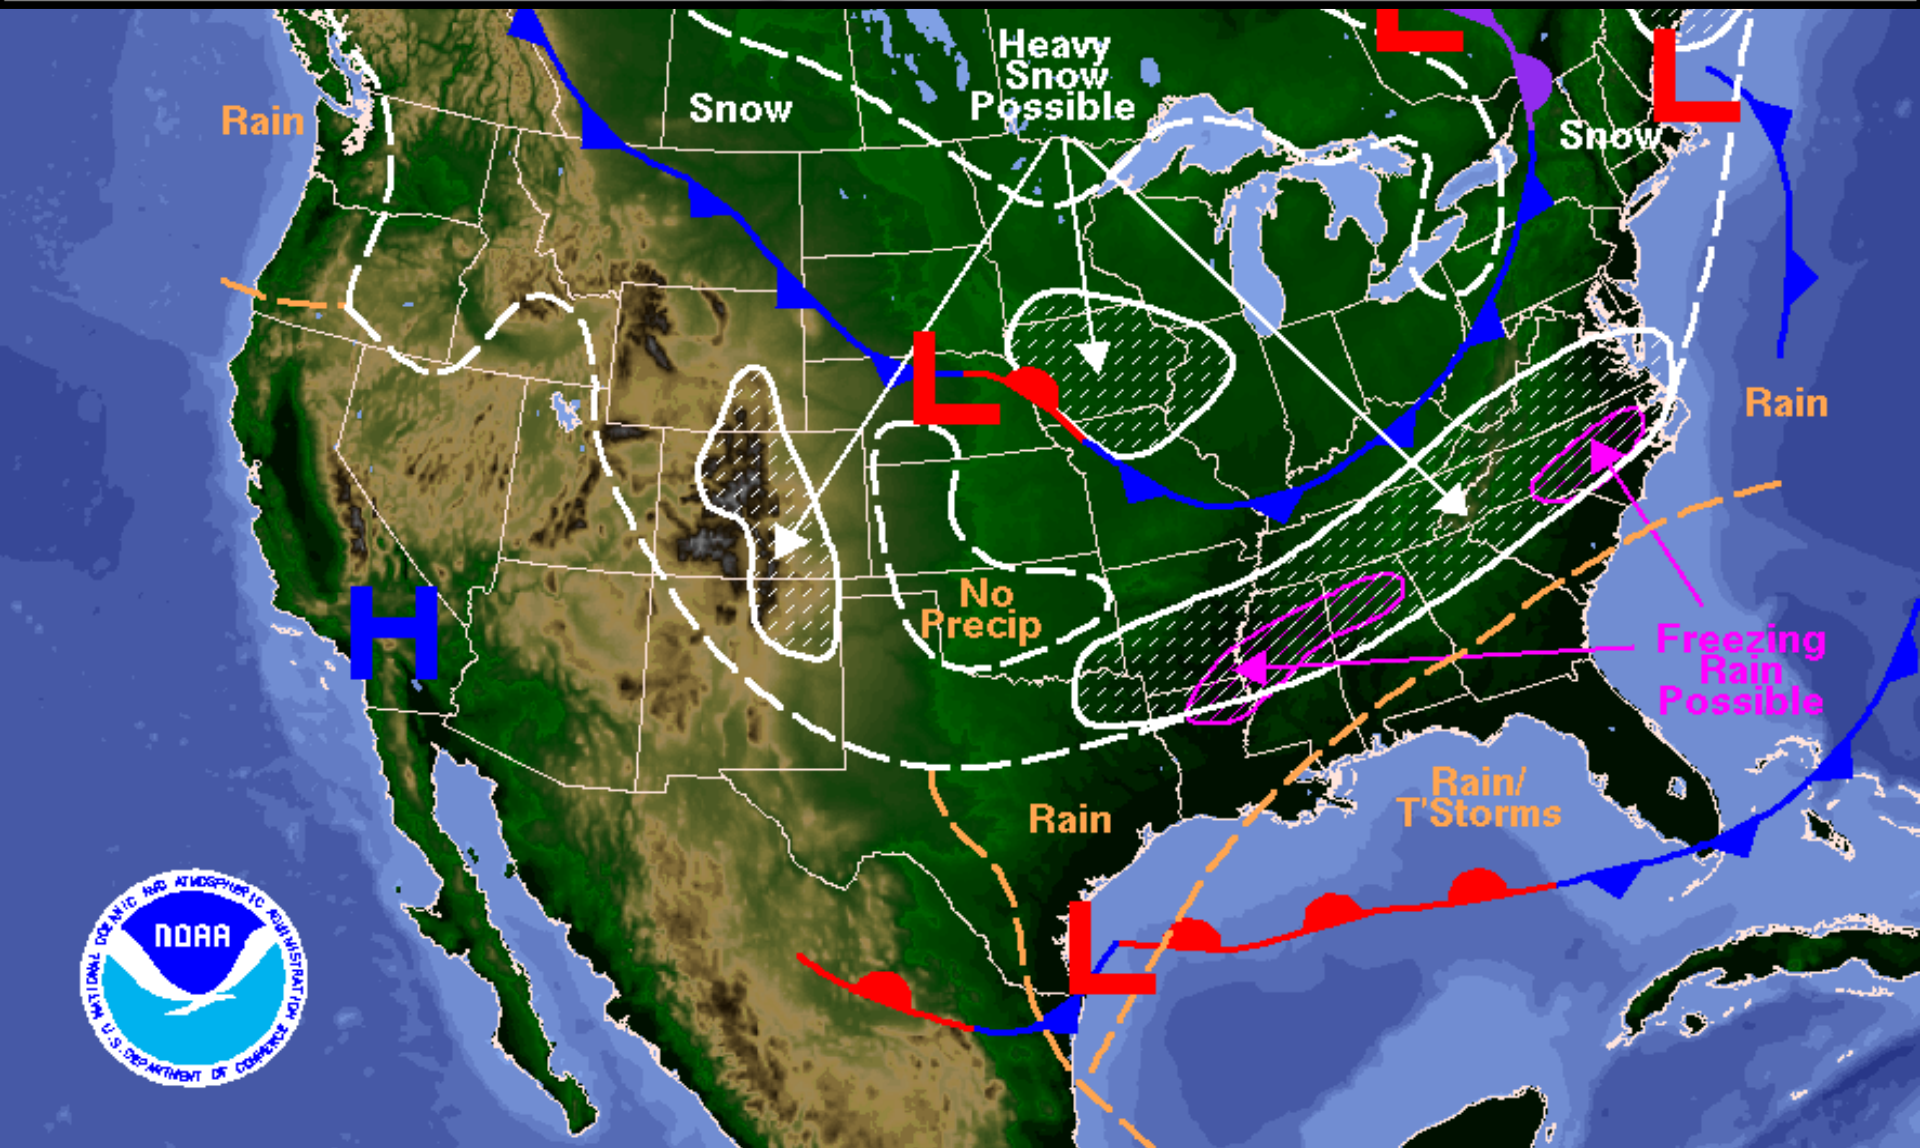 Heavy
Snow
Possible
L
L
Snow
Rain
Snow
L
Rain
No
Precip
H
Freezing
Rain
Possible
Rain
Rain/
T'Storms
L
NOAA
NATIONAL OCEANIC AND ATMOSPHERIC ADMINISTRATION
U.S. DEPARTMENT OF COMMERCE